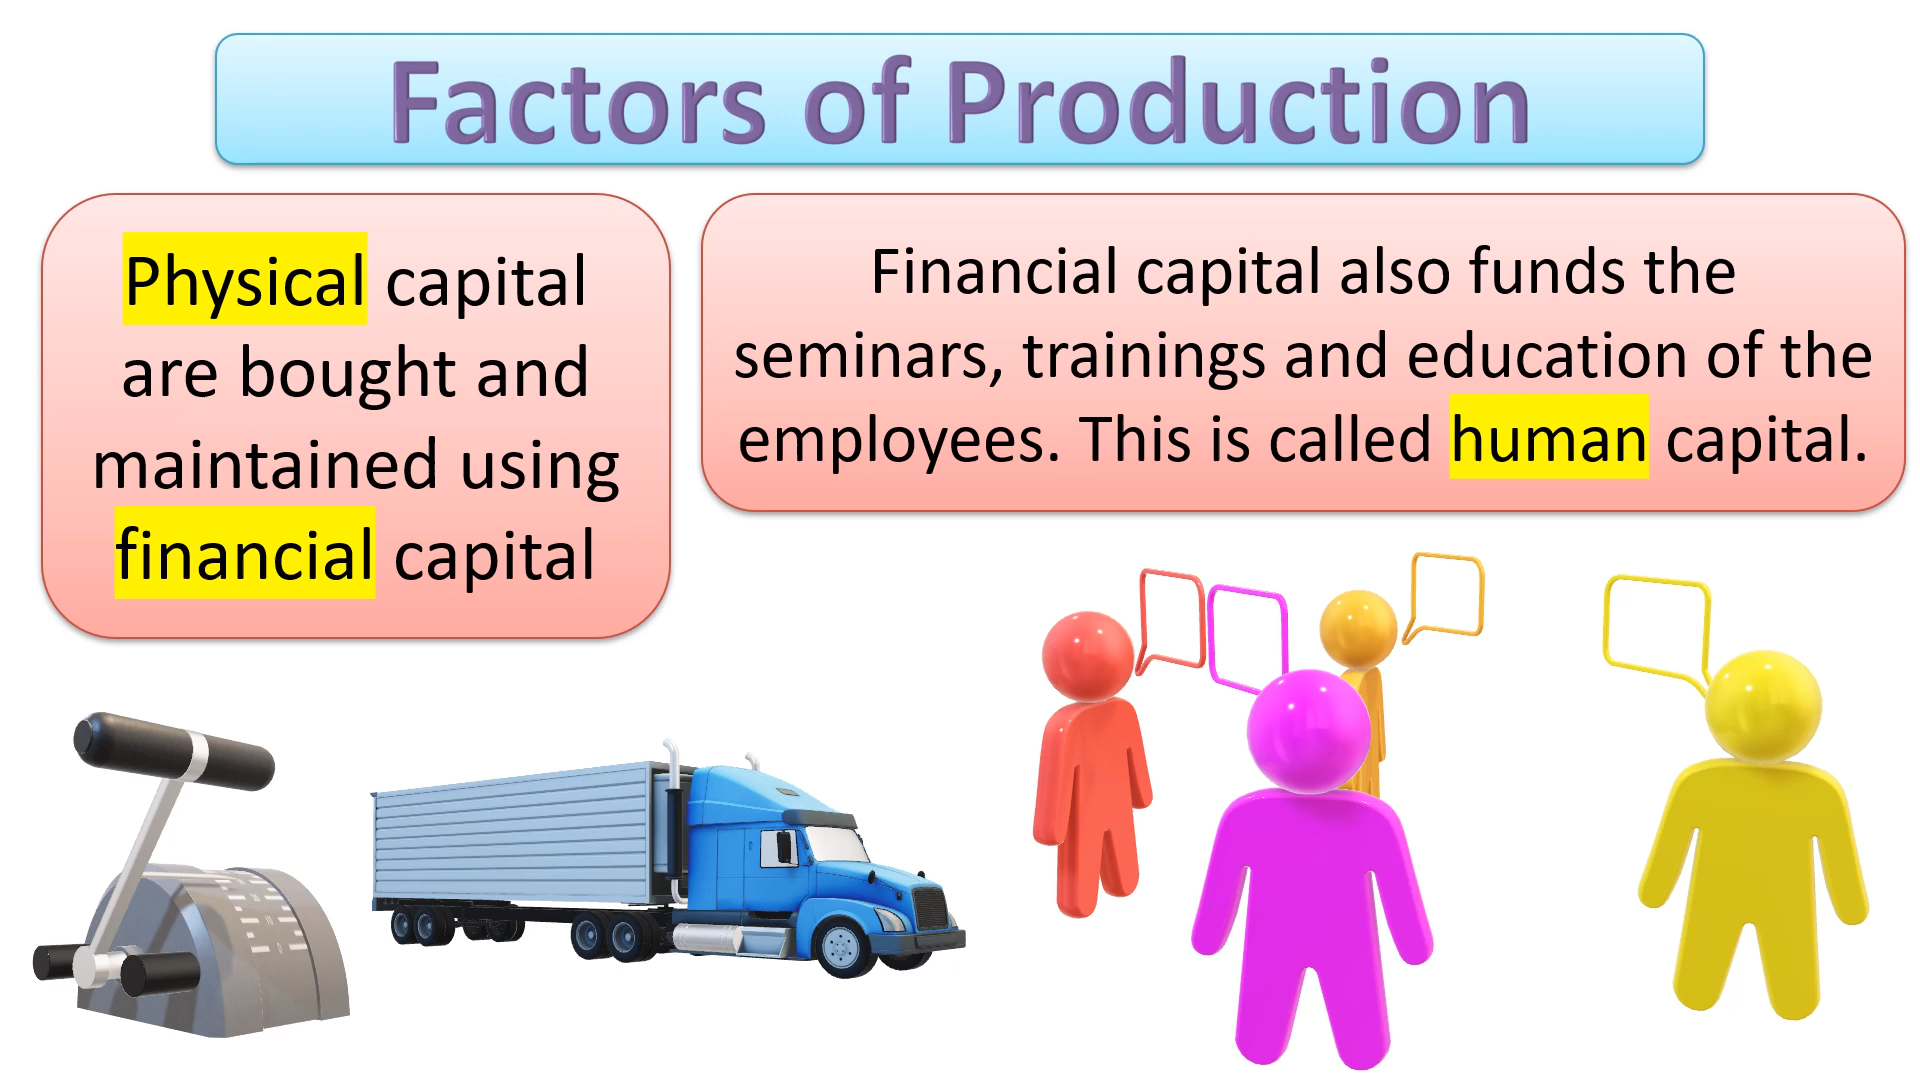 Factors of Production
Physical capital
are bought and
maintained using
financial capital
Financial capital also funds the
seminars, trainings and education of the
employees. This is called human capital.